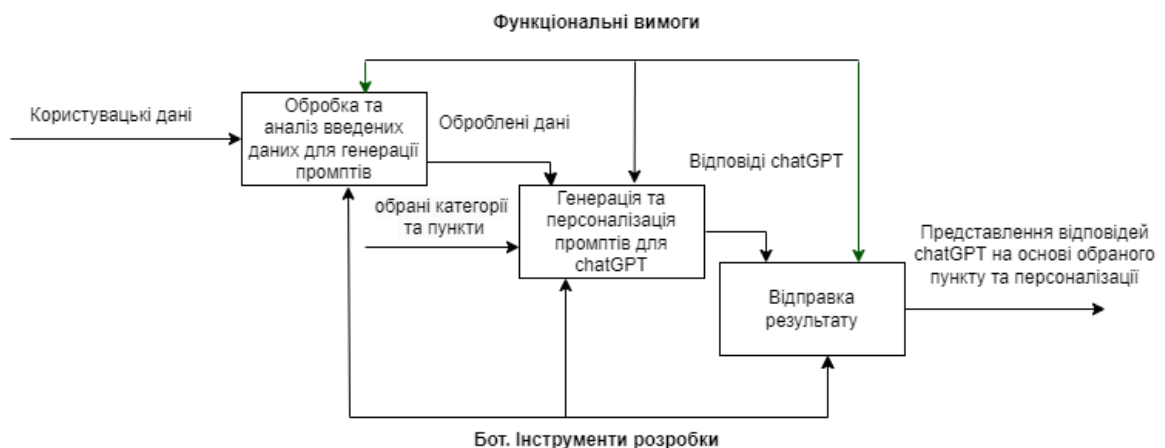 Функціональні вимоги
Користувацькі дані
Обробка та
аналіз введених
даних для генерації
промптів
Оброблені дані
Відповіді chatGPT
обрані категорії
та пункти
Генерація та
персоналізація
промптів для
chatGPT
Представлення відповідей
chatGPT на основі обраного
пункту та персоналізації
Відправка
результату
Бот. Інструменти розробки